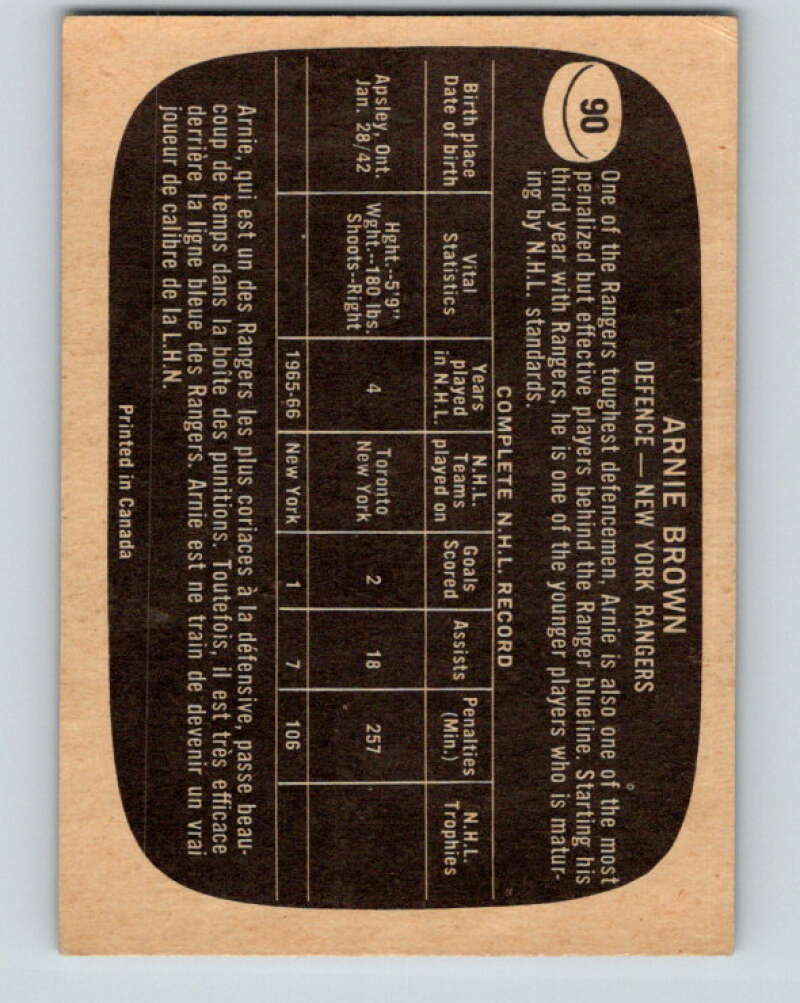 90
ARNIE BROWN
DEFENCE — NEW YORK RANGERS
One of the Rangers toughest defencemen, Arnie is also one of the most
penalized but effective players behind the Ranger blueline. Starting his
third year with Rangers, he is one of the younger players who is matur-
ing by N.H.L. standards.
COMPLETE N.H.L. RECORD
Birth place
Date of birth
Vital
Statistics
Years
played
in N.H.L.
N.H.L.
Teams
played on
Goals
Scored
Assists
Penalties
(Min.)
N.H.L.
Trophies
Apsley, Ont.
Jan. 28/42
Hght.--5'9"
Wght.--180 lbs.
Shoots--Right
4
Toronto
New York
2
18
257
1965-66
New York
1
7
106
Arnie, qui est un des Rangers les plus coriaces à la défensive, passe beau-
coup de temps dans la boîte des punitions. Toutefois, il est très efficace
derrière la ligne bleue des Rangers. Arnie est ne train de devenir un vrai
joueur de calibre de la L.H.N.
Printed in Canada